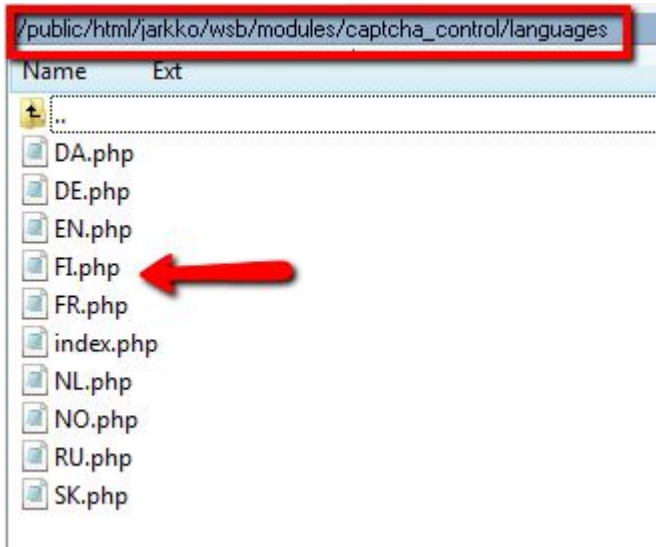 /public/html/jarkko/wsb/modules/captcha_control/languages
Name Ext
..
DA.php
DE.php
EN.php
FI.php
FR.php
index.php
NL.php
NO.php
RU.php
SK.php